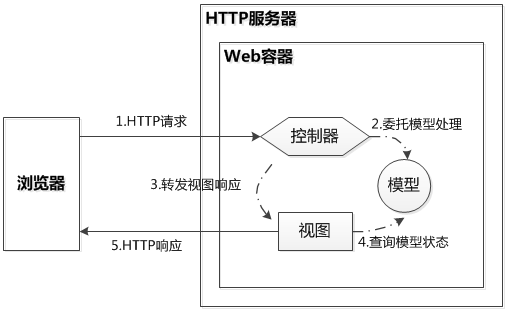 HTTP服务器
Web容器
1.HTTP请求
控制器
2.委托模型处理
浏览器
3.转发视图响应
模型
视图
4.查询模型状态
5.HTTP响应